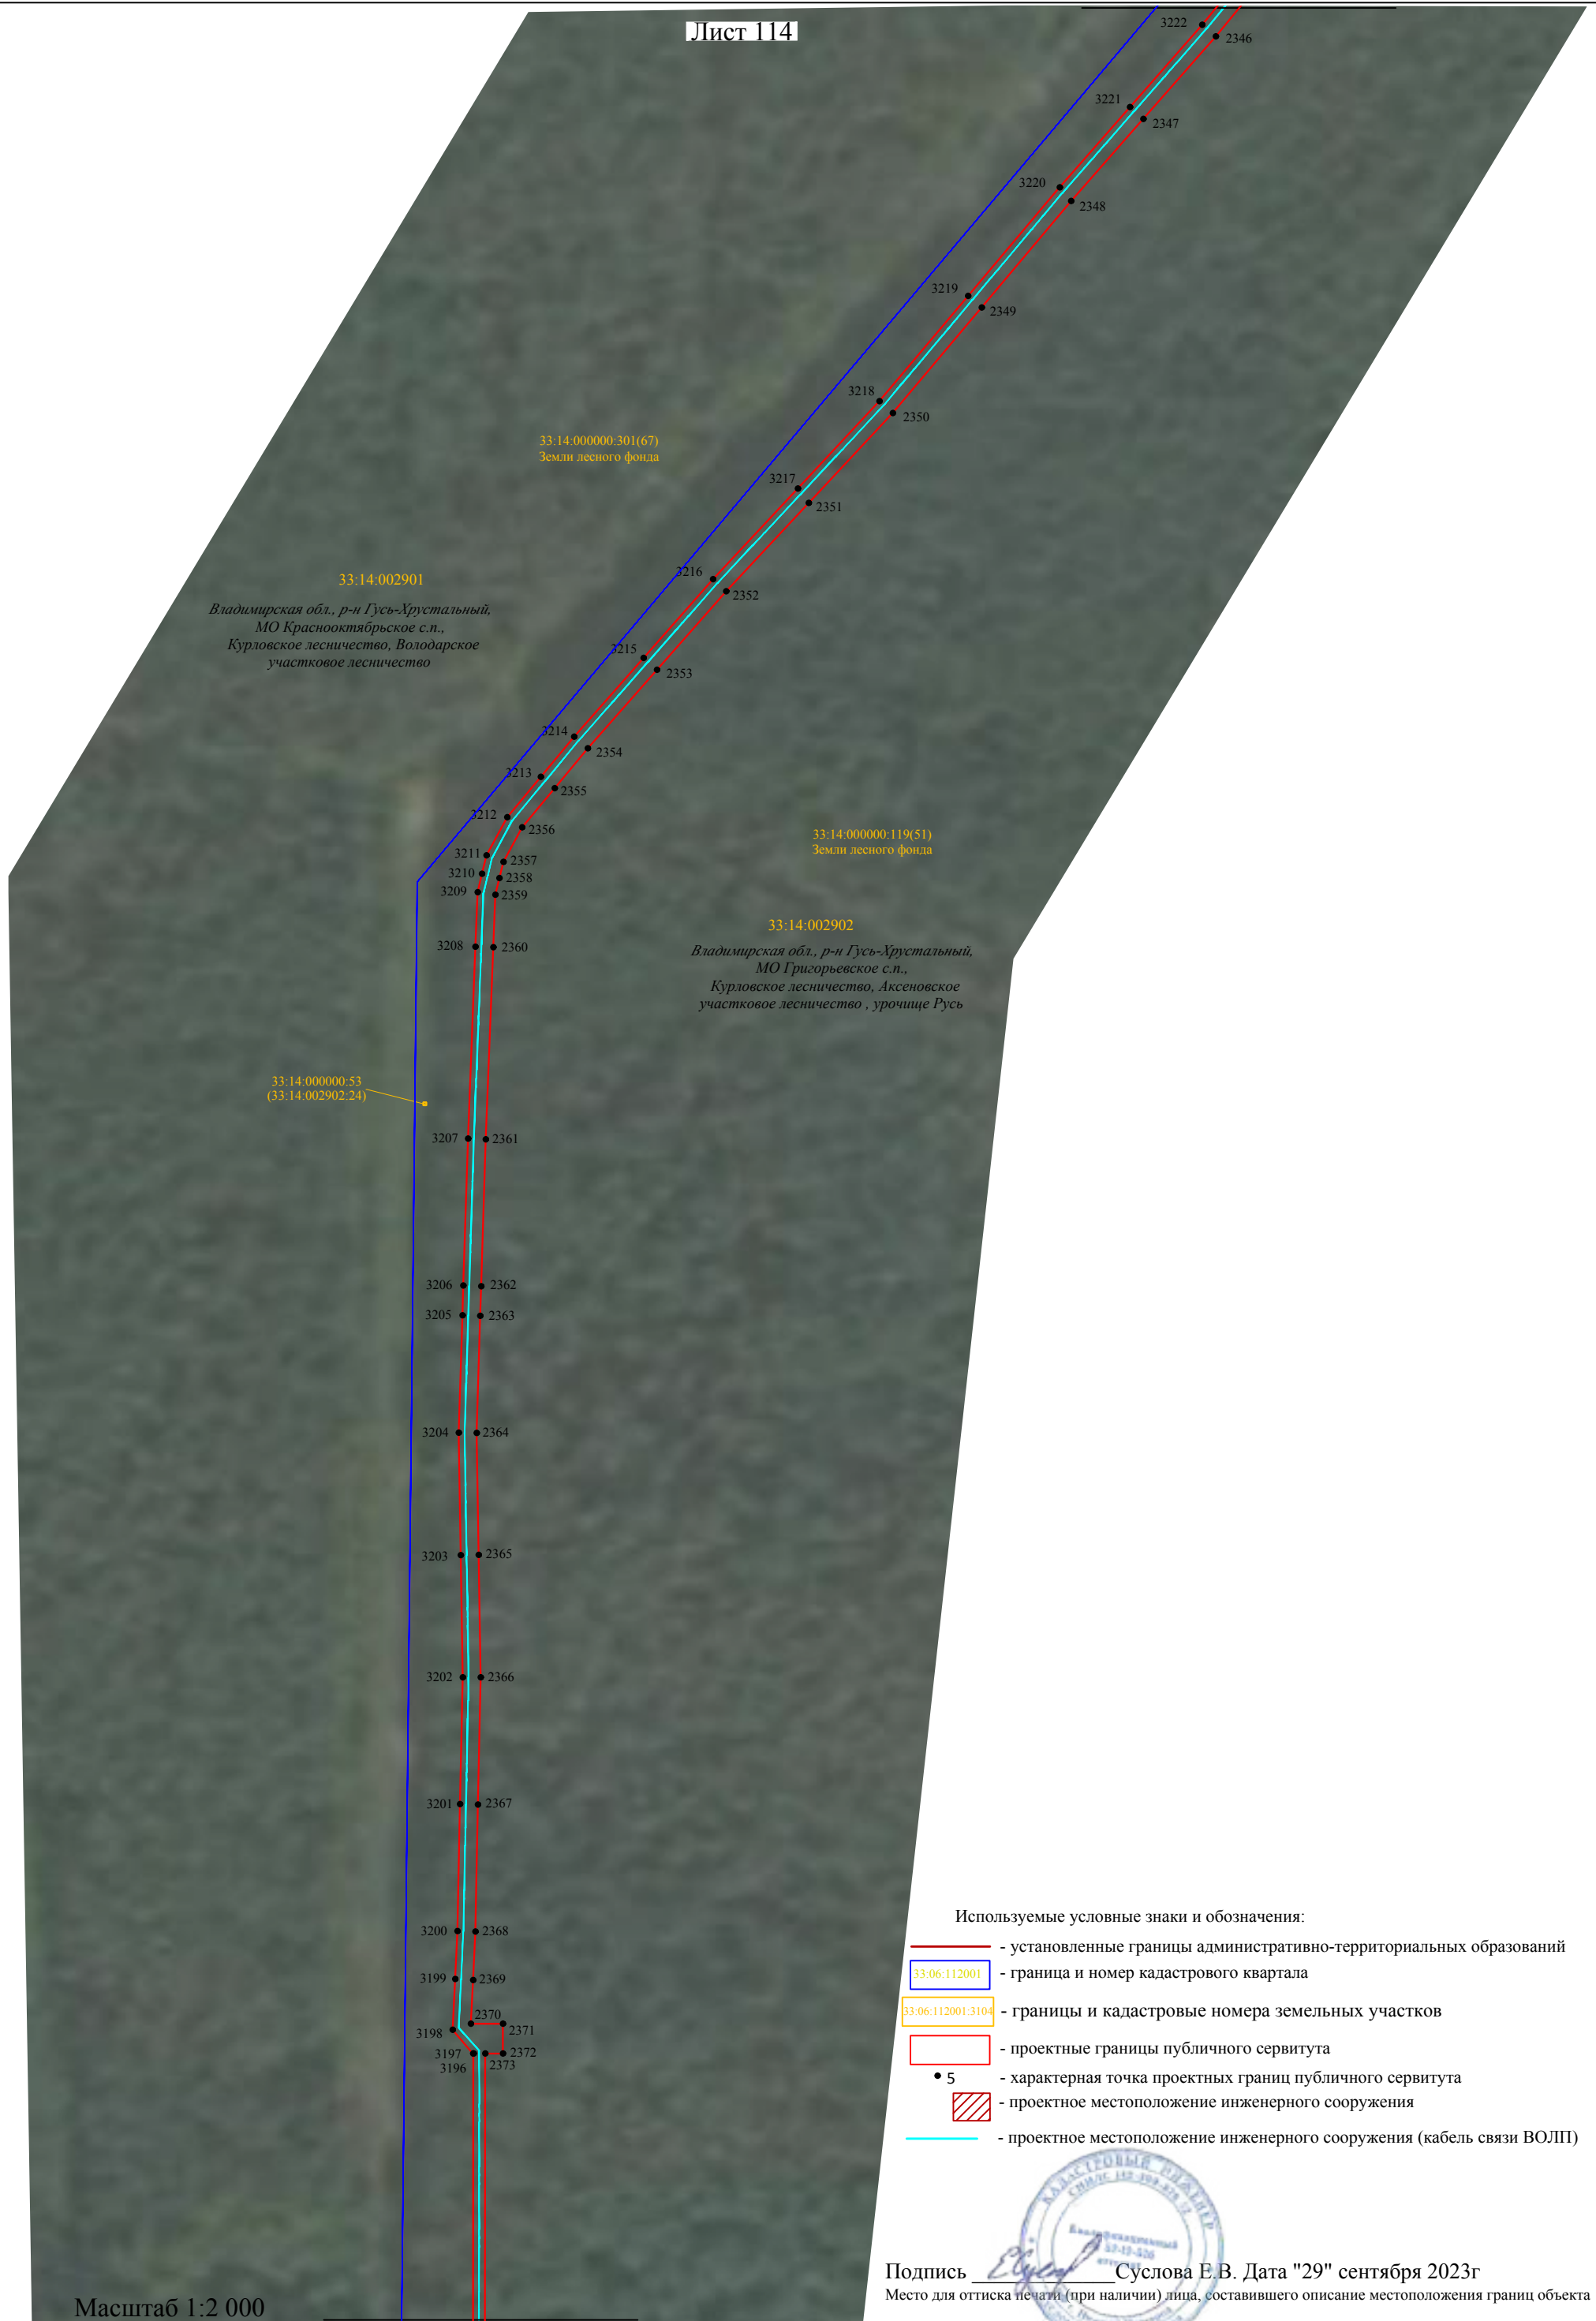 Лист 114
3222
2346
3221
2347
3220
2348
3219
2349
3218
2350
33:14:000000:301(67)
Земли лесного фонда
3217
2351
3216
2352
33:14:002901
Владимирская обл., р-н Гусь-Хрустальный,
МО Краснооктябрьское с.п.,
Курловское лесничество, Володарское
участковое лесничество
3215
2353
3214
2354
3213
2355
3212
2356
33:14:000000:119(51)
Земли лесного фонда
3211
2357
3210
2358
3209
2359
33:14:002902
Владимирская обл., р-н Гусь-Хрустальный,
МО Григорьевское с.п.,
Курловское лесничество, Аксеновское
участковое лесничество , урочище Русь
3208
2360
33:14:000000:53
(33:14:002902:24)
3207
2361
3206
2362
3205
2363
3204
2364
3203
2365
3202
2366
3201
2367
3200
2368
3199
2369
2370
3198
2371
3197
2372
3196
2373
Используемые условные знаки и обозначения:
- установленные границы административно-территориальных образований
33:06:112001 - граница и номер кадастрового квартала
33:06:112001:3104 - границы и кадастровые номера земельных участков
- проектные границы публичного сервитута
5 - характерная точка проектных границ публичного сервитута
- проектное местоположение инженерного сооружения
- проектное местоположение инженерного сооружения (кабель связи ВОЛП)
КАДАСТРОВЫЙ ИНЖЕНЕР
Подпись Суслова Е.В. Дата "29" сентября 2023г
Место для оттиска печати (при наличии) лица, составившего описание местоположения границ объекта
Масштаб 1:2 000